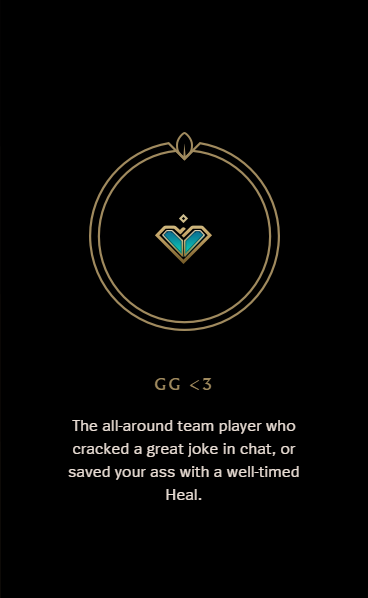 GG <3
The all-around team player who
cracked a great joke in chat, or
saved your ass with a well-timed
Heal.